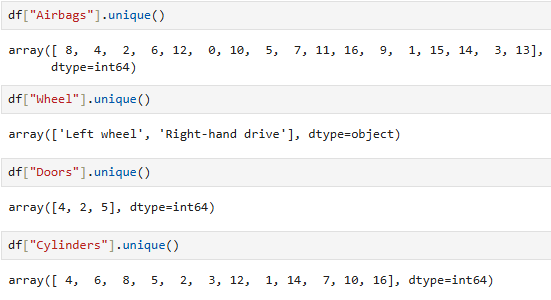 df["Airbags"].unique()
array([ 8,  4,  2,  6, 12,  0, 10,  5,  7, 11, 16,  9,  1, 15, 14,  3, 13],
      dtype=int64)
df["Wheel"].unique()
array(['Left wheel', 'Right-hand drive'], dtype=object)
df["Doors"].unique()
array([4, 2, 5], dtype=int64)
df["Cylinders"].unique()
array([ 4,  6,  8,  5,  2,  3, 12,  1, 14,  7, 10, 16], dtype=int64)